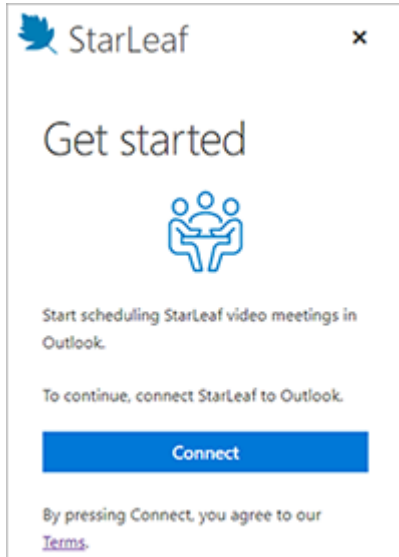 StarLeaf
Get started
Start scheduling StarLeaf video meetings in
Outlook.
To continue, connect StarLeaf to Outlook.
Connect
By pressing Connect, you agree to our
Terms.